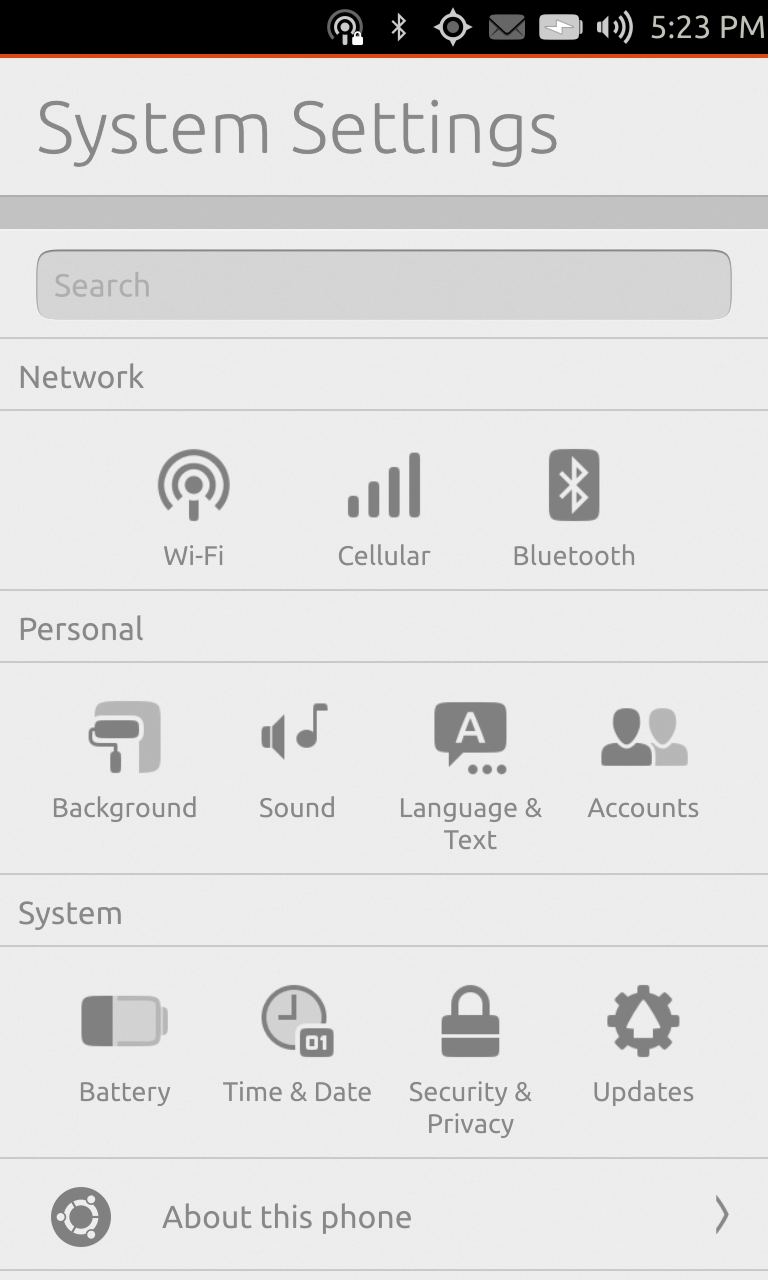 5:23 PM
System Settings
Search
Network
Wi-Fi Cellular Bluetooth
Personal
A
Background Sound Language & Accounts
Text
System
01
Battery Time & Date Security & Updates
Privacy
About this phone